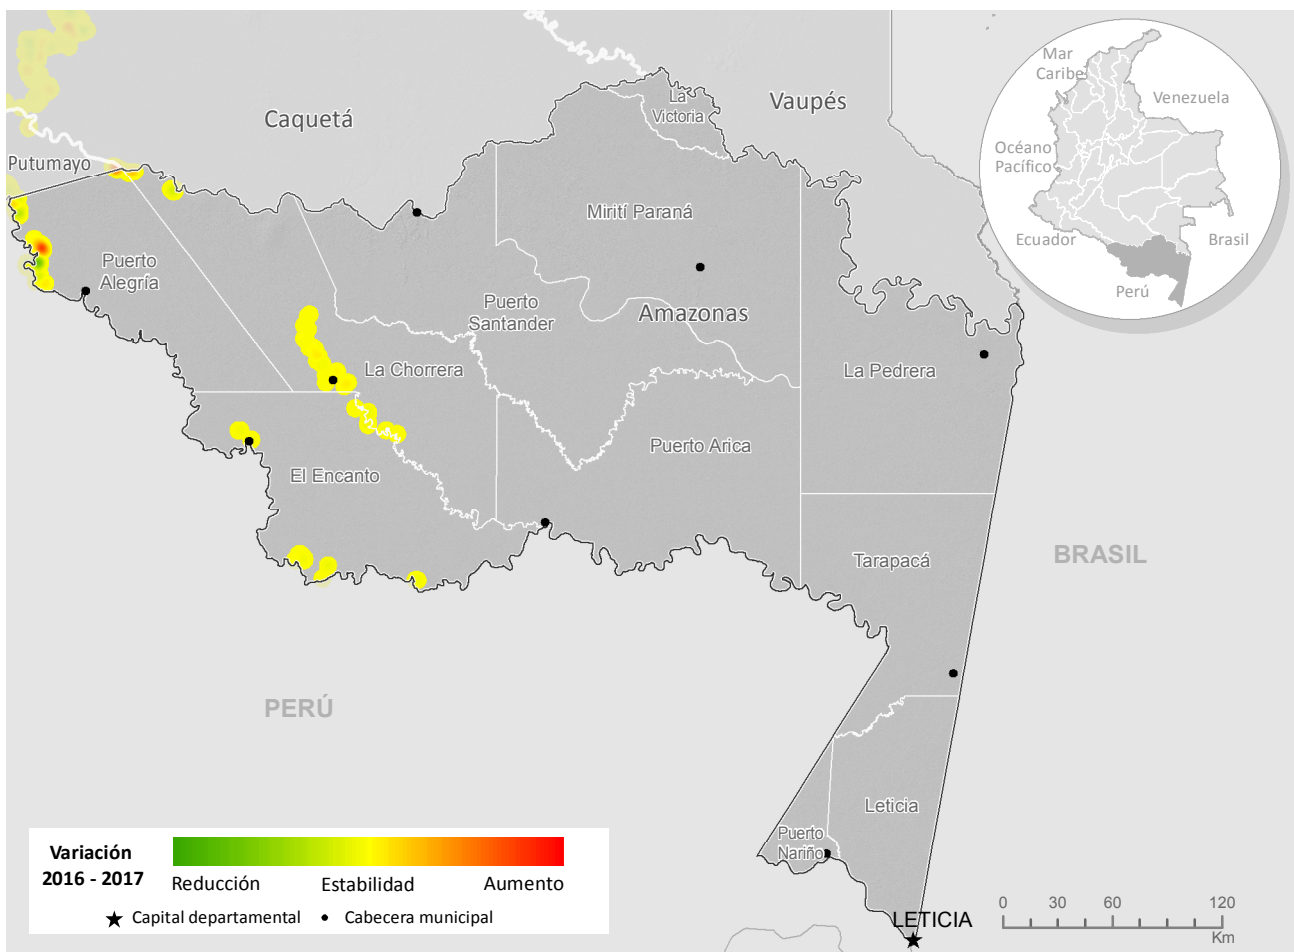 Mar
Caribe
Venezuela
Océano
Pacífico
Ecuador
Brasil
Perú
Caquetá
Vaupés
La
Victoria
Putumayo
Mirití Paraná
Puerto
Alegría
Puerto
Santander
Amazonas
La Chorrera
La Pedrera
Puerto Arica
El Encanto
Tarapacá
BRASIL
PERÚ
Leticia
Puerto
Nariño
LETICIA
Variación
2016 - 2017
Reducción
Estabilidad
Aumento
Capital departamental
Cabecera municipal
0 30 60 120
Km